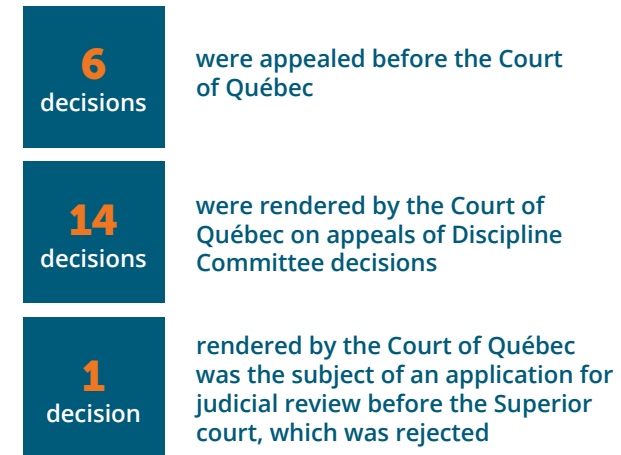 6
decisions
were appealed before the Court
of Québec
14
decisions
were rendered by the Court of
Québec on appeals of Discipline
Committee decisions
1
decision
rendered by the Court of Québec
was the subject of an application for
judicial review before the Superior
court, which was rejected